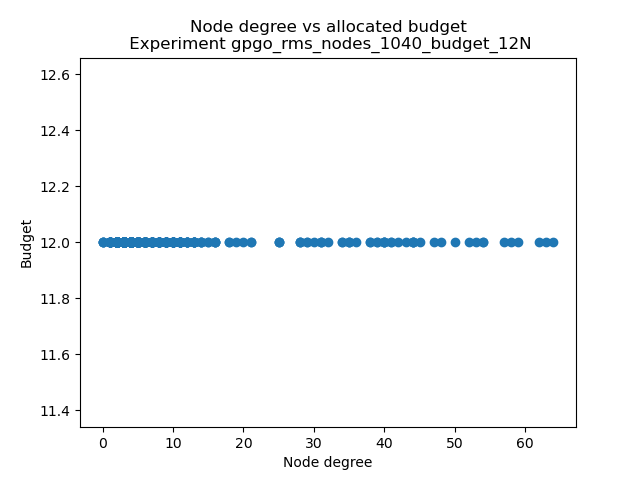 Node degree vs allocated budget
Experiment gpgo_rms_nodes_1040_budget_12N
12.6
12.4
12.2
12.0
11.8
11.6
11.4
Budget
0 10 20 30 40 50 60
Node degree